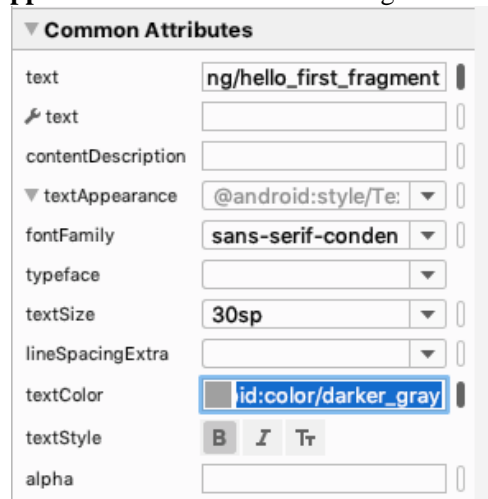 Common Attributes
text ng/hello_first_fragment
text
contentDescription
textAppearance @android:style/Te:
fontFamily sans-serif-conden
typeface
textSize 30sp
lineSpacingExtra
textColor id:color/darker_gray
textStyle B I Tт
alpha